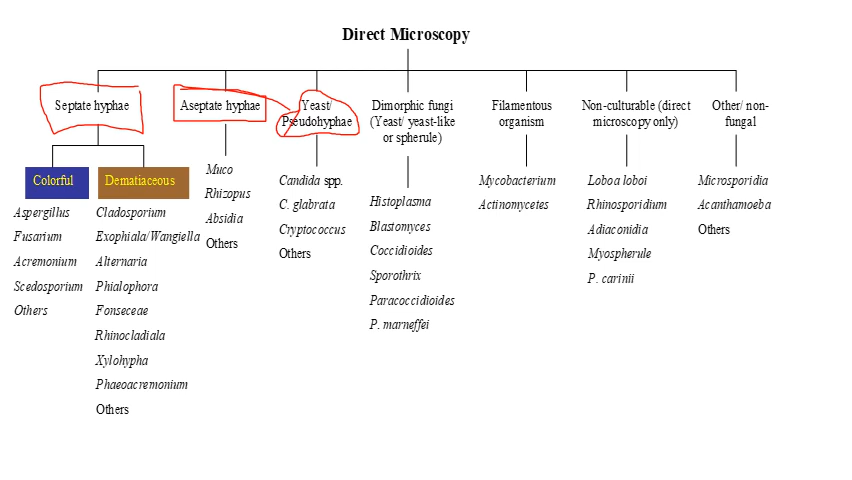 Direct Microscopy
Septate hyphae
Aseptate hyphae
Yeast/
Pseudohyphae
Dimorphic fungi
(Yeast/ yeast-like
or spherule)
Filamentous
organism
Non-culturable (direct
microscopy only)
Other/ non-
fungal
Colorful
Aspergillus
Fusarium
Acremonium
Scedosporium
Others
Dematiaceous
Cladosporium
Exophiala/Wangiella
Alternaria
Phialophora
Fonseceae
Rhinocladiala
Xylohypha
Phaeoacremonium
Others
Muco
Rhizopus
Absidia
Others
Candida spp.
C. glabrata
Cryptococcus
Others
Histoplasma
Blastomyces
Coccidioides
Sporothrix
Paracoccidioides
P. marneffei
Mycobacterium
Actinomycetes
Loboa loboi
Rhinosporidium
Adiaconidia
Myospherule
P. carinii
Microsporidia
Acanthamoeba
Others